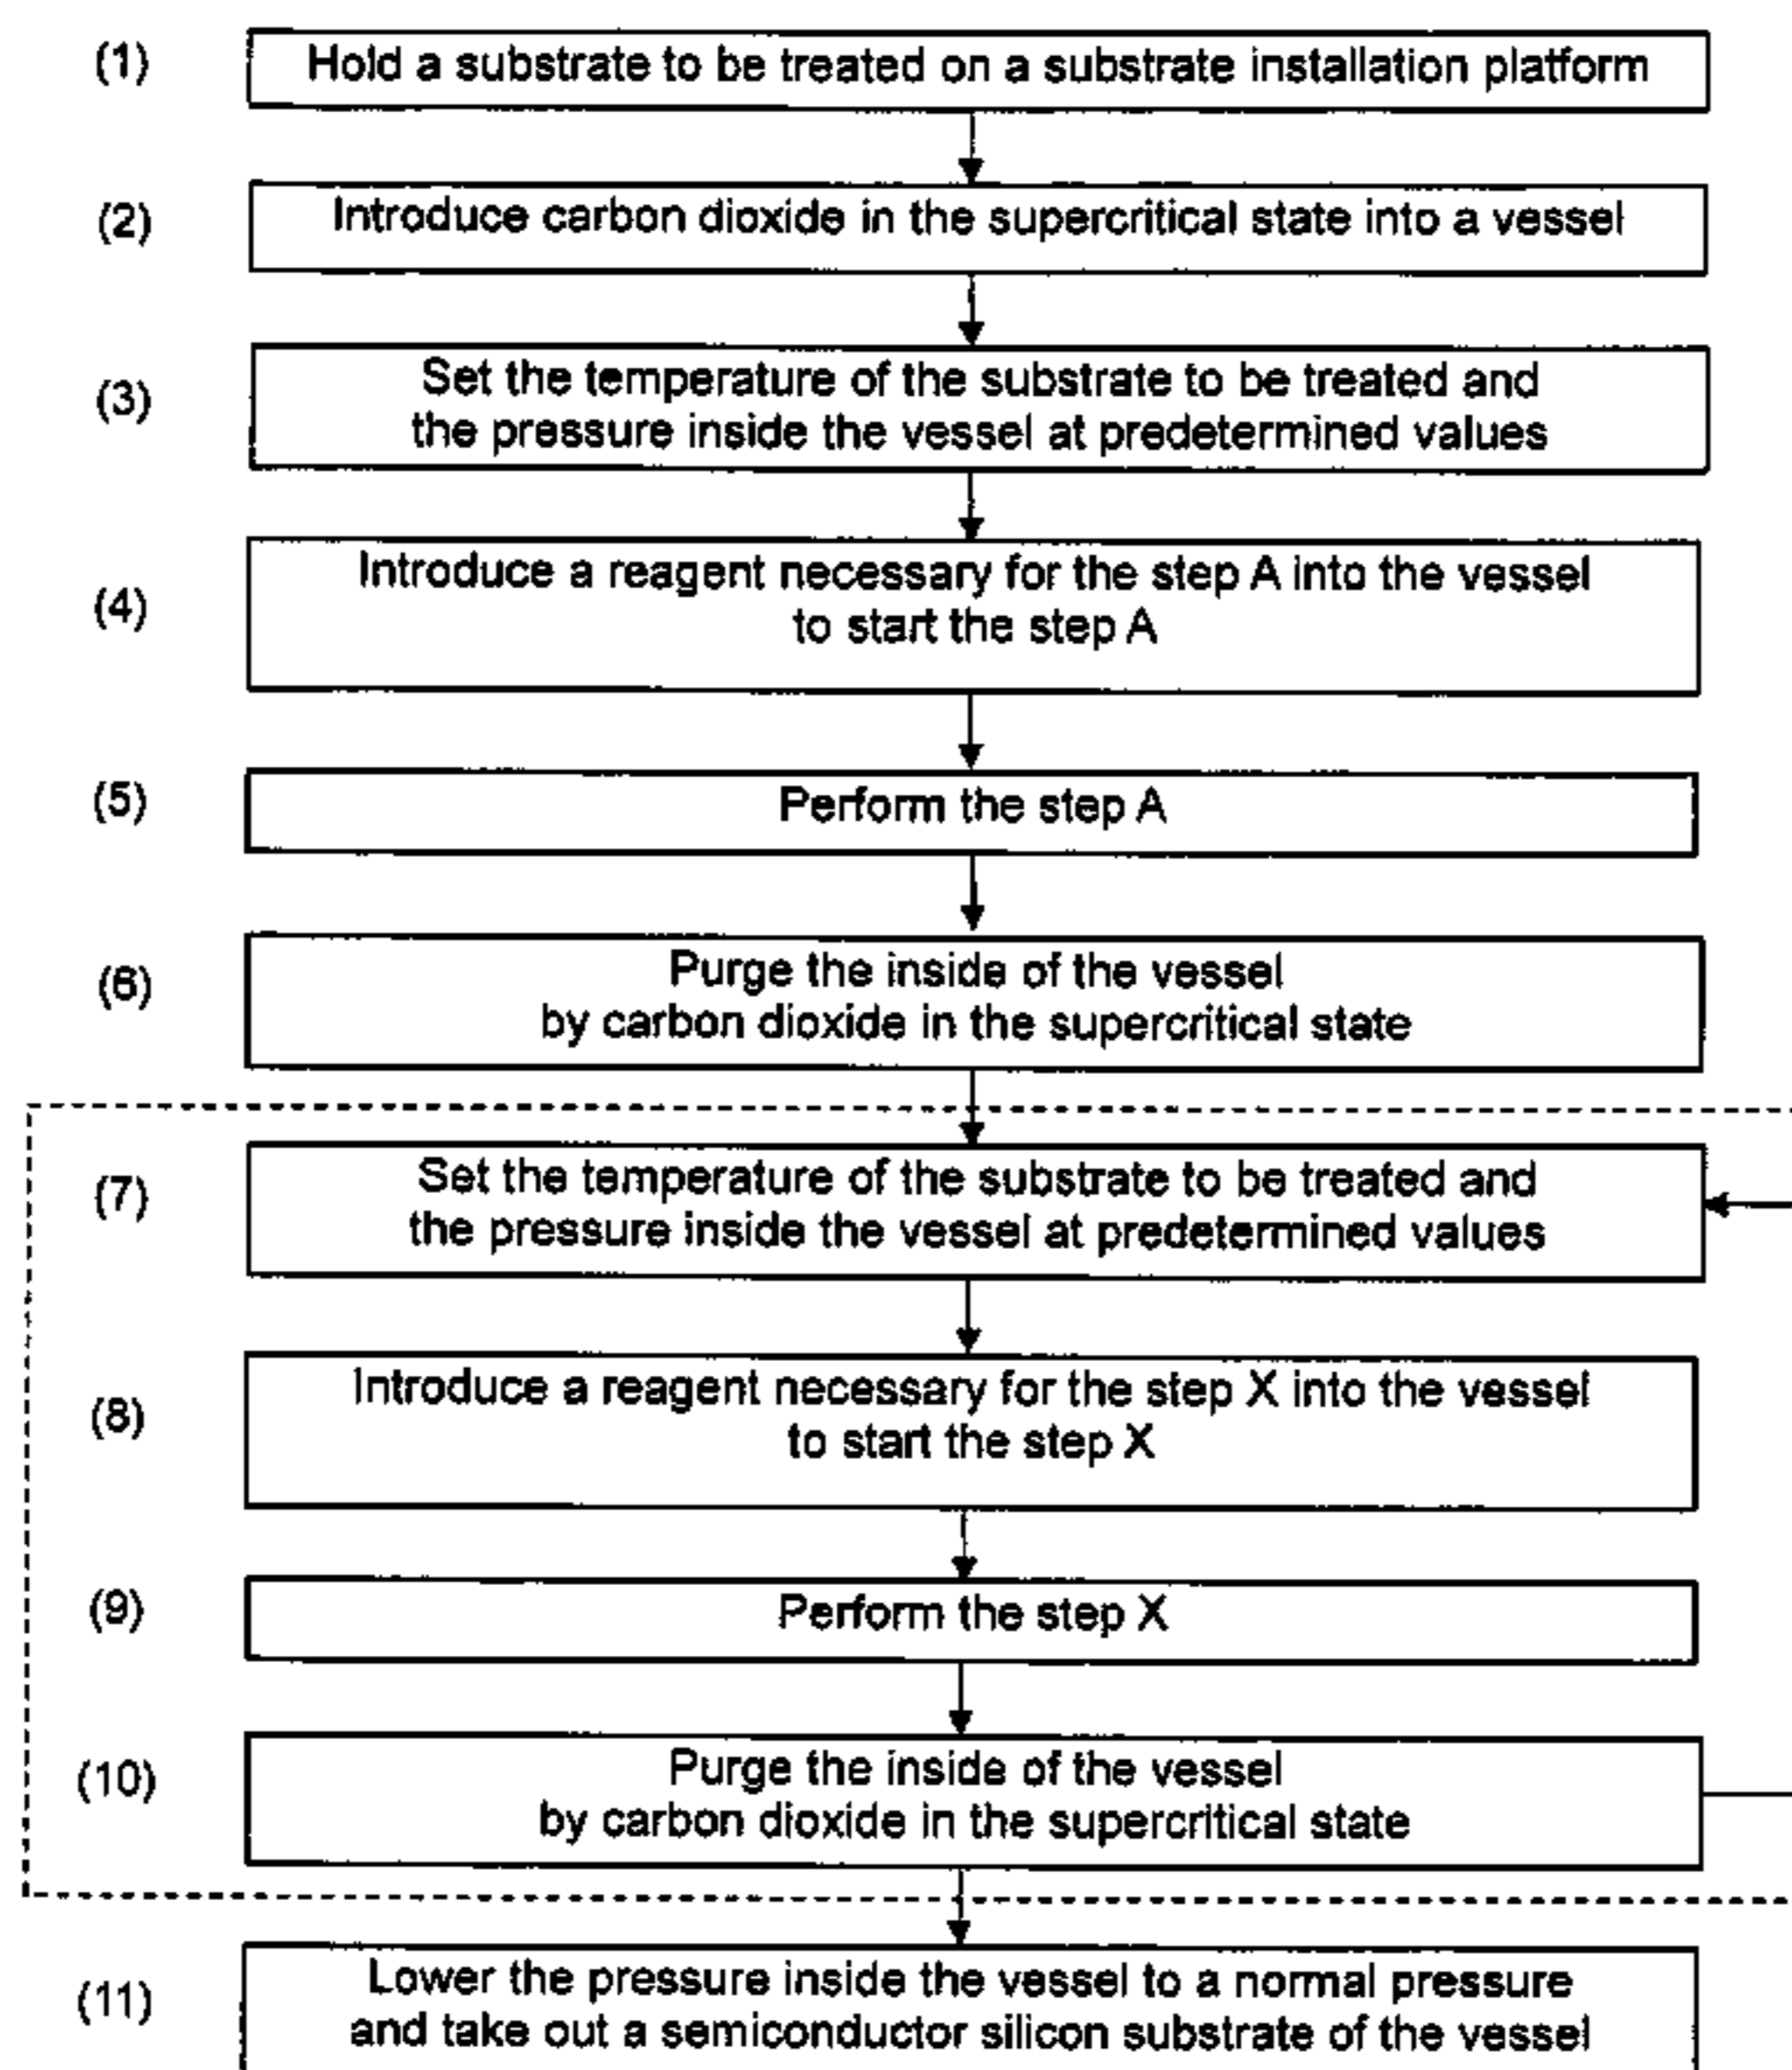 (1)
Hold a substrate to be treated on a substrate installation platform
(2)
Introduce carbon dioxide in the supercritical state into a vessel
(3)
Set the temperature of the substrate to be treated and
the pressure inside the vessel at predetermined values
(4)
Introduce a reagent necessary for the step A into the vessel
to start the step A
(5)
Perform the step A
(6)
Purge the inside of the vessel
by carbon dioxide in the supercritical state
(7)
Set the temperature of the substrate to be treated and
the pressure inside the vessel at predetermined values
(8)
Introduce a reagent necessary for the step X into the vessel
to start the step X
(9)
Perform the step X
(10)
Purge the inside of the vessel
by carbon dioxide in the supercritical state
(11)
Lower the pressure inside the vessel to a normal pressure
and take out a semiconductor silicon substrate of the vessel